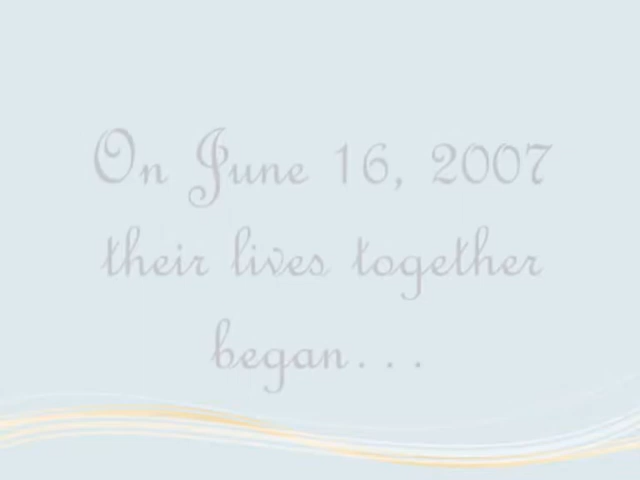 On June 16, 2007
their lives together
began...